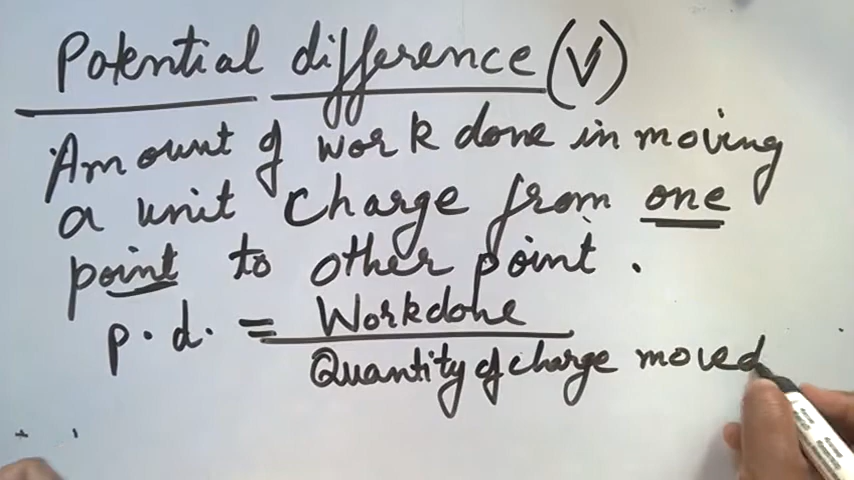 Potential difference (V)
Amount of work done in moving
a unit charge from one
point to other point.
p.d. = Workdone
Quantity of charge moved